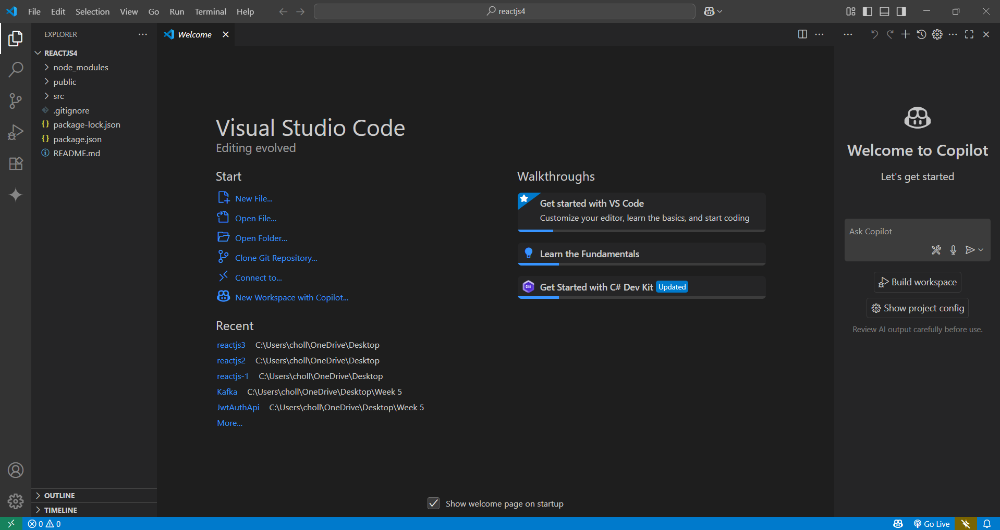 File Edit Selection View Go Run Terminal Help
reactjs4
EXPLORER
REACTJS4
node_modules
public
src
.gitignore
package-lock.json
package.json
README.md
OUTLINE
TIMELINE
Welcome
Visual Studio Code
Editing evolved
Start
New File...
Open File...
Open Folder...
Clone Git Repository...
Connect to...
New Workspace with Copilot...
Recent
reactjs3 C:\Users\choll\OneDrive\Desktop
reactjs2 C:\Users\choll\OneDrive\Desktop
reactjs-1 C:\Users\choll\OneDrive\Desktop
Kafka C:\Users\choll\OneDrive\Desktop\Week 5
JwtAuthApi C:\Users\choll\OneDrive\Desktop\Week 5
More...
Walkthroughs
Get started with VS Code
Customize your editor, learn the basics, and start coding
Learn the Fundamentals
C#
Get Started with C# Dev Kit Updated
Show welcome page on startup
Welcome to Copilot
Let's get started
Ask Copilot
Build workspace
Show project config
Review AI output carefully before use.
0 0
Go Live